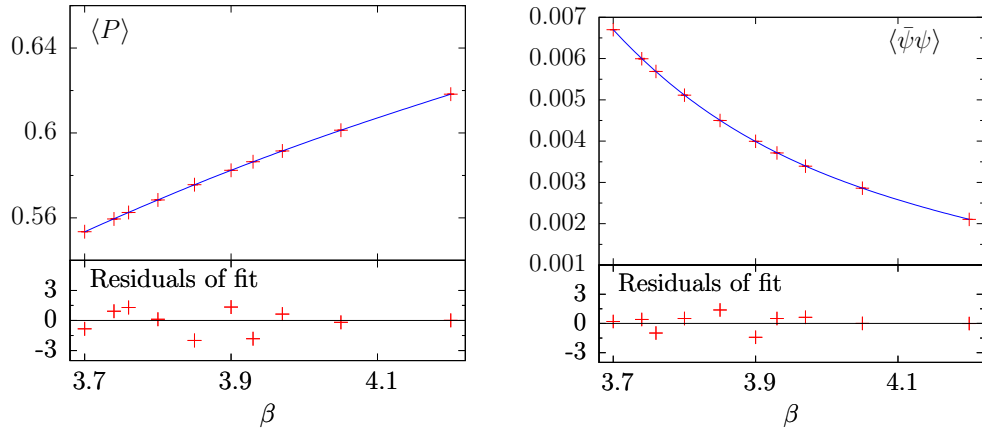 ⟨P⟩
0.64
0.6
0.56
Residuals of fit
3
0
-3
3.7 3.9 4.1
β
⟨ψ̄ψ⟩
0.007
0.006
0.005
0.004
0.003
0.002
0.001
Residuals of fit
3
0
-3
3.7 3.9 4.1
β